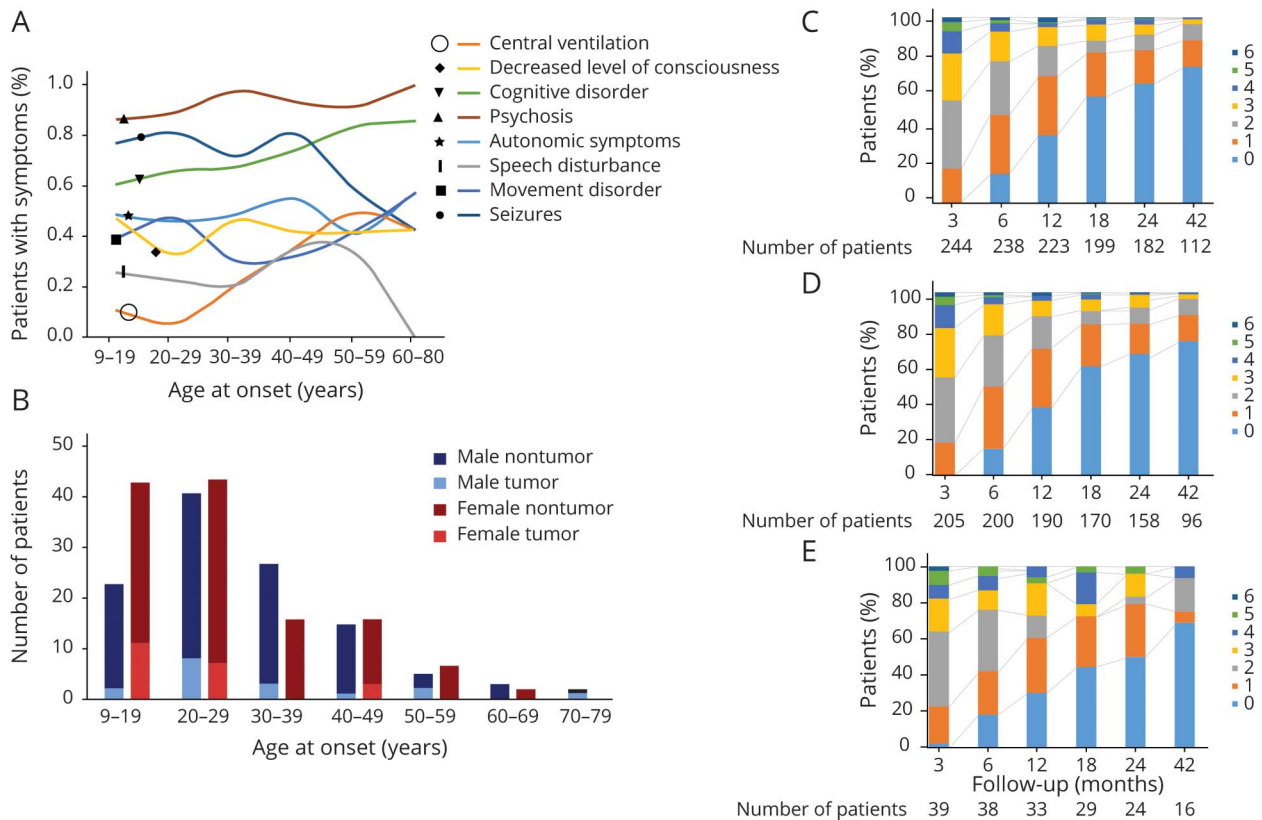 A
Patients with symptoms (%)
1.0
0.8
0.6
0.4
0.2
0.0
9–19 20–29 30–39 40–49 50–59 60–80
Age at onset (years)
Central ventilation
Decreased level of consciousness
Cognitive disorder
Psychosis
Autonomic symptoms
Speech disturbance
Movement disorder
Seizures
B
Number of patients
50
40
30
20
10
0
9–19 20–29 30–39 40–49 50–59 60–69 70–79
Age at onset (years)
Male nontumor
Male tumor
Female nontumor
Female tumor
C
Patients (%)
100
80
60
40
20
0
3 6 12 18 24 42
Number of patients 244 238 223 199 182 112
6
5
4
3
2
1
0
D
Patients (%)
100
80
60
40
20
0
3 6 12 18 24 42
Number of patients 205 200 190 170 158 96
6
5
4
3
2
1
0
E
Patients (%)
100
80
60
40
20
0
3 6 12 18 24 42
Follow-up (months)
Number of patients 39 38 33 29 24 16
6
5
4
3
2
1
0